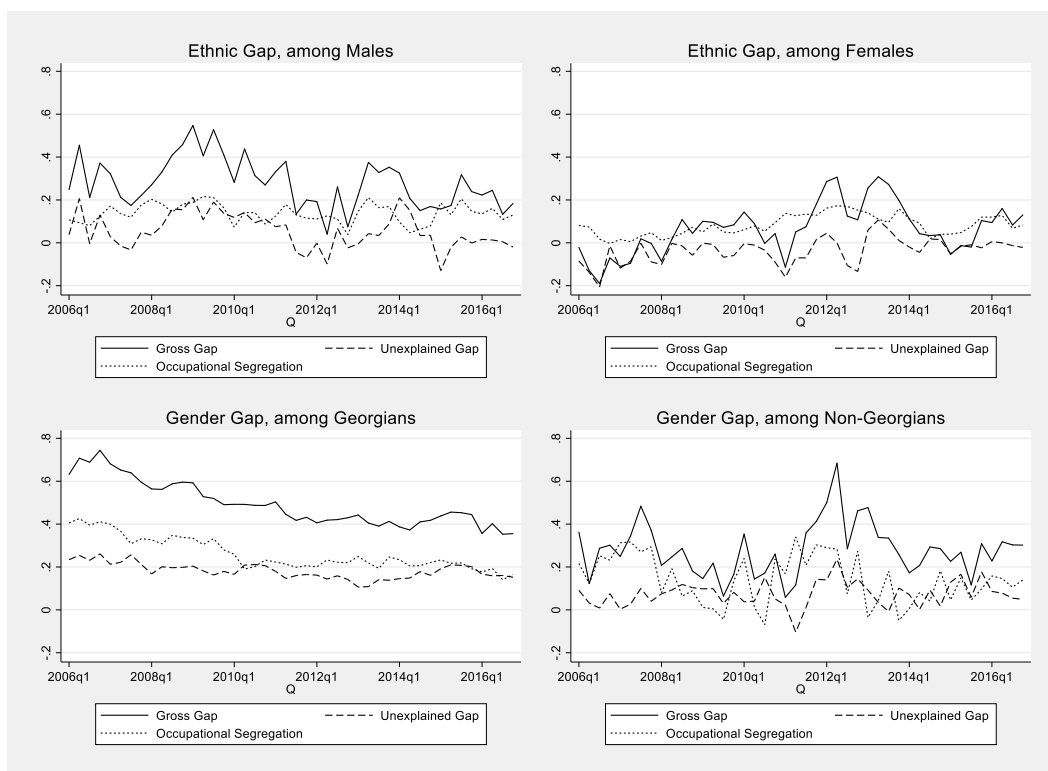 Ethnic Gap, among Males
.8
.6
.4
.2
0
-.2
2006q1 2008q1 2010q1 2012q1 2014q1 2016q1
Q
Gross Gap Unexplained Gap
Occupational Segregation
Ethnic Gap, among Females
.8
.6
.4
.2
0
-.2
2006q1 2008q1 2010q1 2012q1 2014q1 2016q1
Q
Gross Gap Unexplained Gap
Occupational Segregation
Gender Gap, among Georgians
.8
.6
.4
.2
0
-.2
2006q1 2008q1 2010q1 2012q1 2014q1 2016q1
Q
Gross Gap Unexplained Gap
Occupational Segregation
Gender Gap, among Non-Georgians
.8
.6
.4
.2
0
-.2
2006q1 2008q1 2010q1 2012q1 2014q1 2016q1
Q
Gross Gap Unexplained Gap
Occupational Segregation